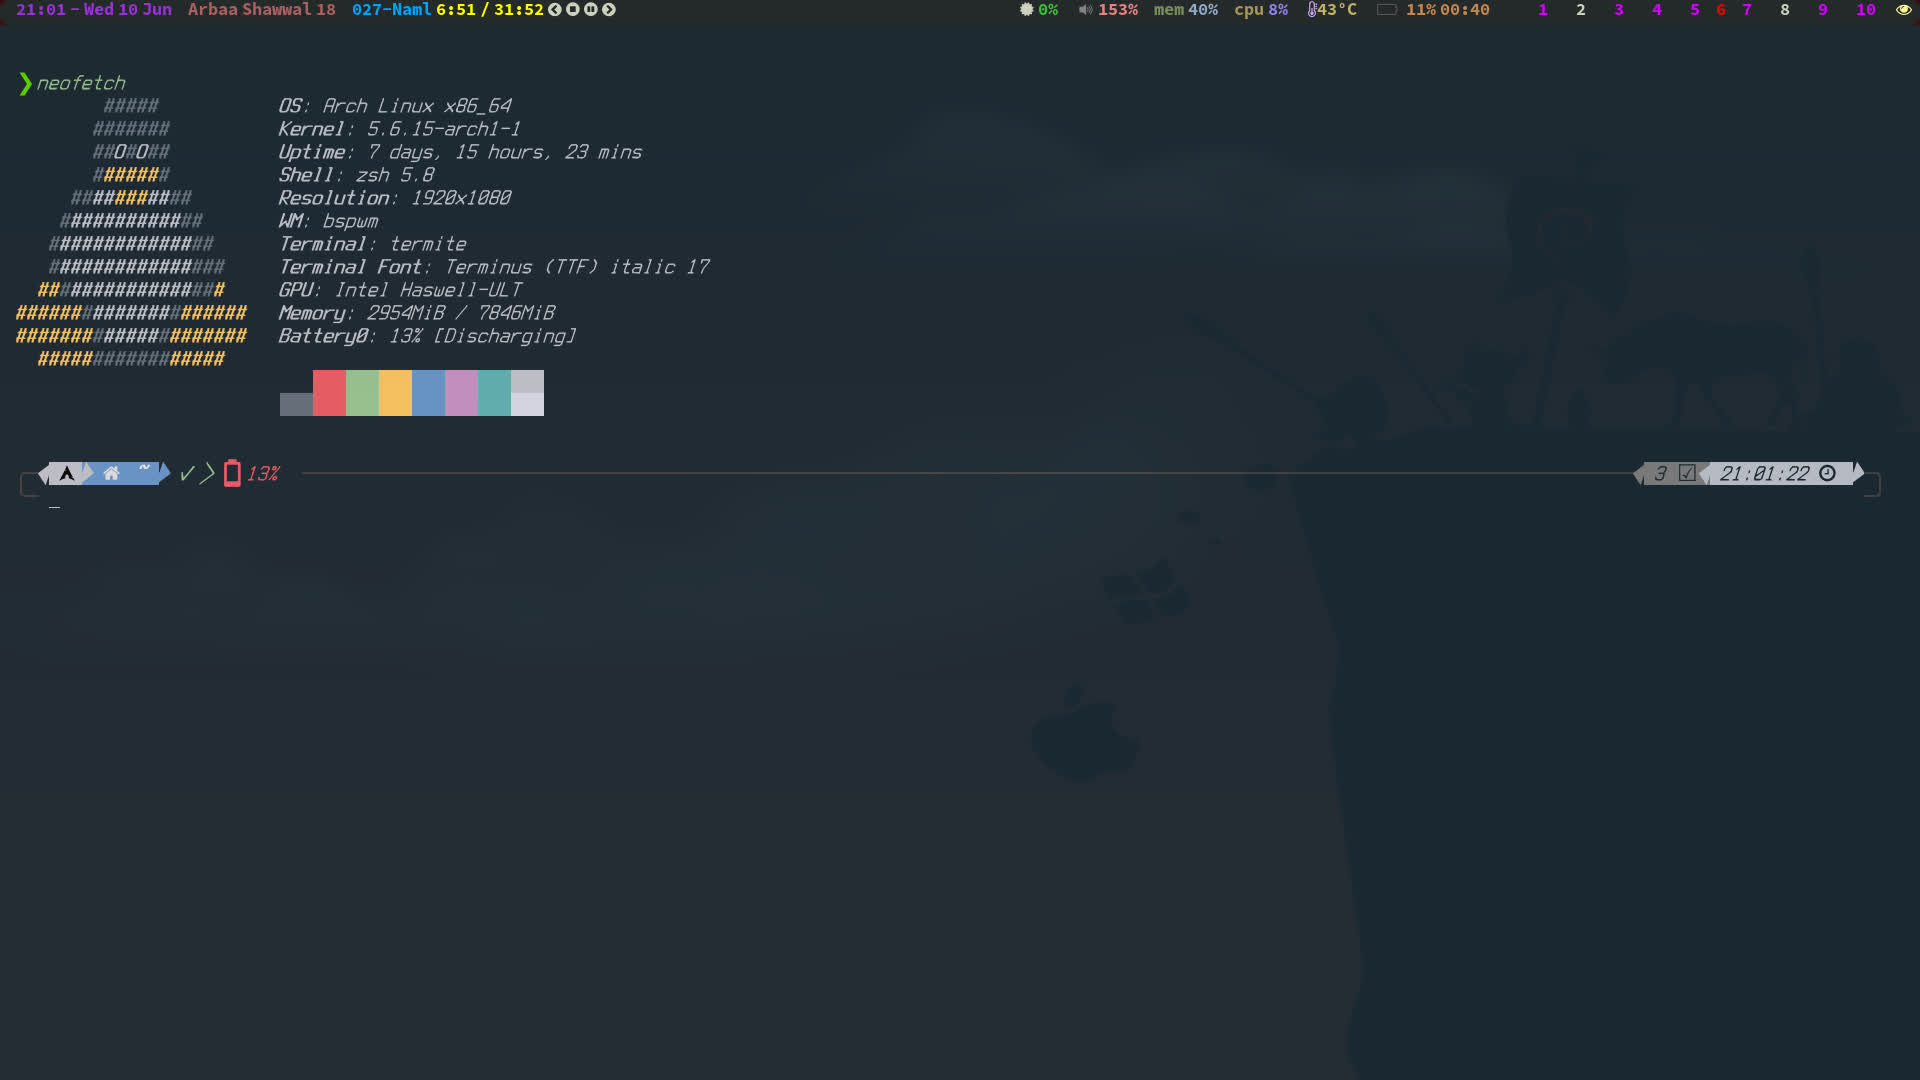 21:01 - Wed 10 Jun Arbaa Shawwal 18 027-Naml 6:51 / 31:52 0% 153% mem 40% cpu 8% 43°C 11% 00:40 1 2 3 4 5 6 7 8 9 10
❯ neofetch
##### OS: Arch Linux x86_64
####### Kernel: 5.6.15-arch1-1
##O#O## Uptime: 7 days, 15 hours, 23 mins
####### Shell: zsh 5.8
########### Resolution: 1920x1080
############# WM: bspwm
############### Terminal: termite
################ Terminal Font: Terminus (TTF) italic 17
################# GPU: Intel Haswell-ULT
##################### Memory: 2954MiB / 7846MiB
##################### Battery0: 13% [Discharging]
#################
~ ✓ 13% 3 21:01:22
_